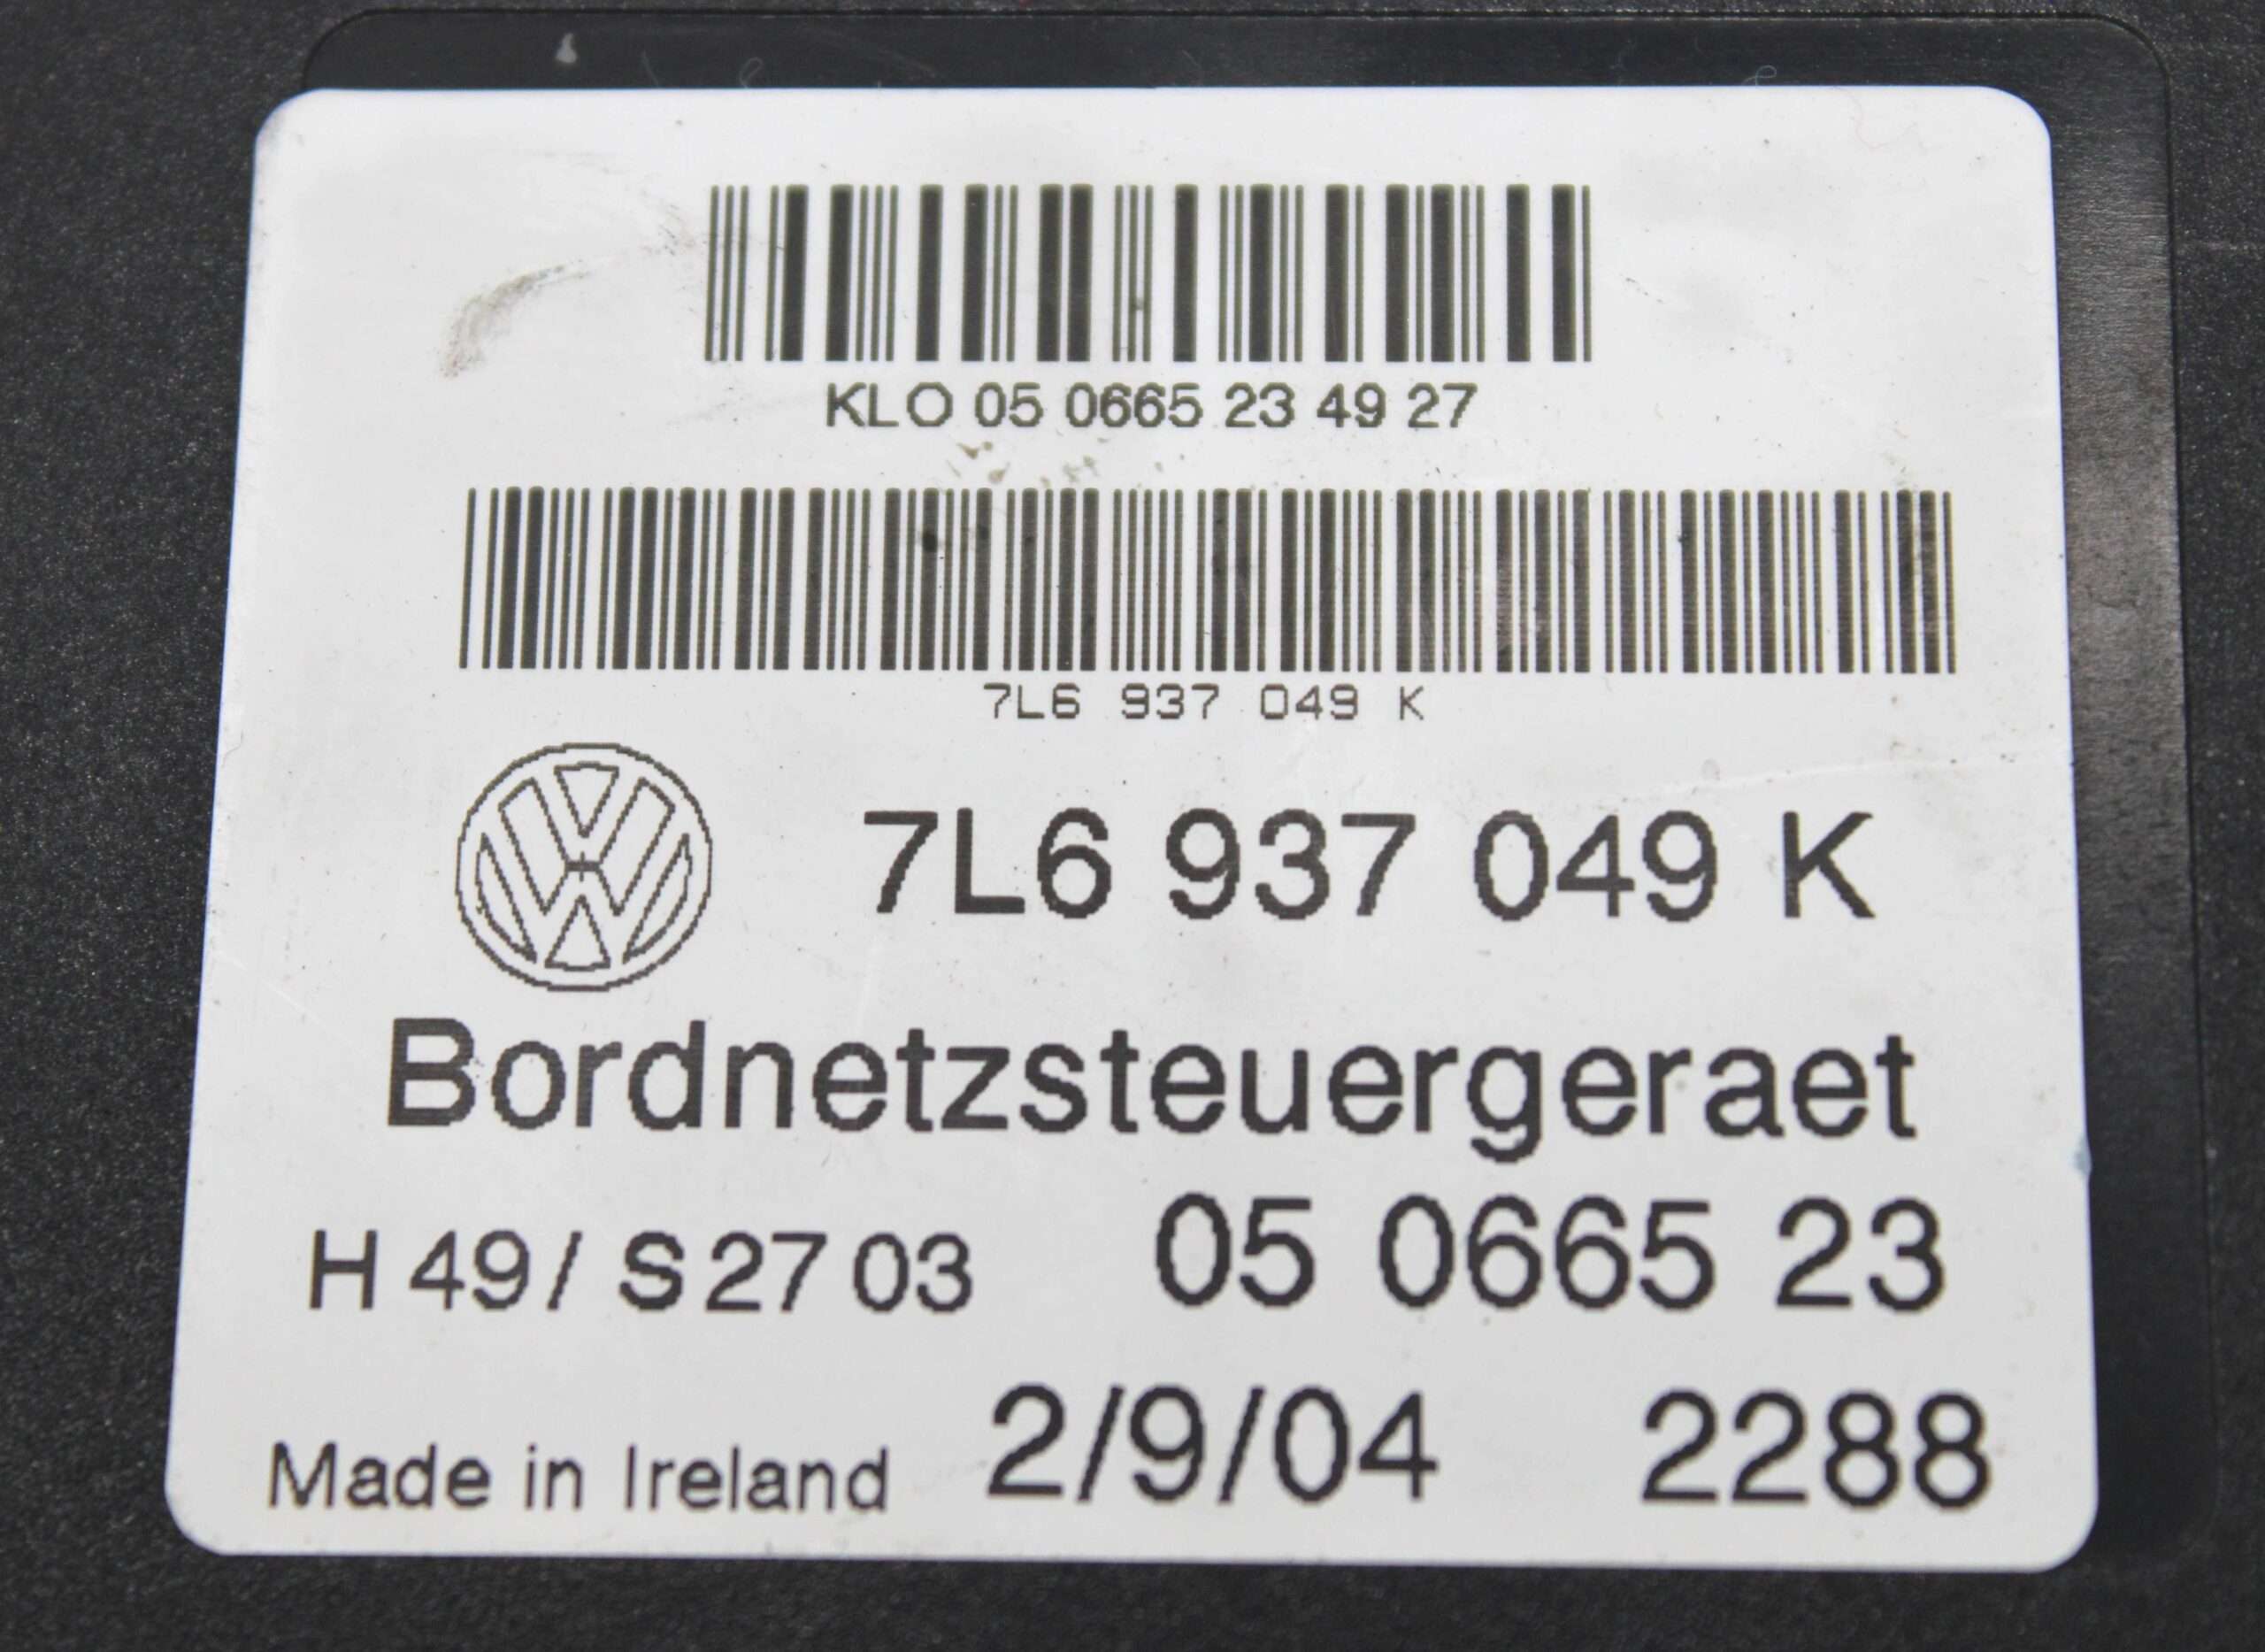 KLO 05 0665 23 49 27
7L6 937 049 K
7L6 937 049 K
Bordnetzsteuergeraet
H 49/ S 27 03 05 0665 23
Made in Ireland 2/9/04 2288